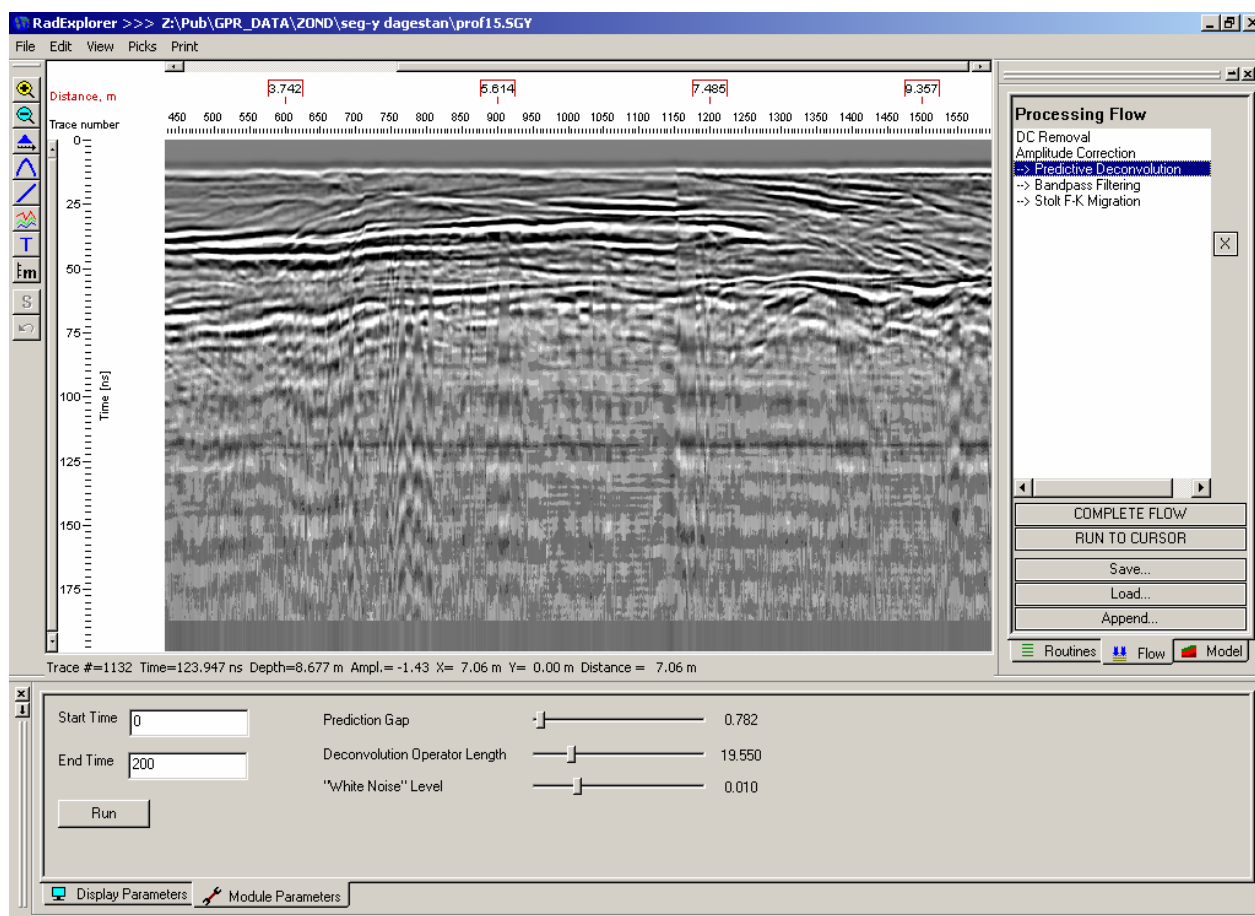 RadExplorer >>> Z:\Pub\GPR_DATA\ZOND\seg-y dagestan\prof15.SGY
File Edit View Picks Print
Distance, m 3.742 5.614 7.485 9.357
Trace number 450 500 550 600 650 700 750 800 850 900 950 1000 1050 1100 1150 1200 1250 1300 1350 1400 1450 1500 1550
0
25
50
75
100
125
150
175
Time [ns]
T
m
S
Trace #=1132 Time=123.947 ns Depth=8.677 m Ampl.= -1.43 X= 7.06 m Y= 0.00 m Distance = 7.06 m
Processing Flow
DC Removal
Amplitude Correction
--> Predictive Deconvolution
--> Bandpass Filtering
--> Stolt F-K Migration
X
COMPLETE FLOW
RUN TO CURSOR
Save...
Load...
Append...
Routines Flow Model
Start Time 0
End Time 200
Run
Prediction Gap 0.782
Deconvolution Operator Length 19.550
"White Noise" Level 0.010
Display Parameters Module Parameters